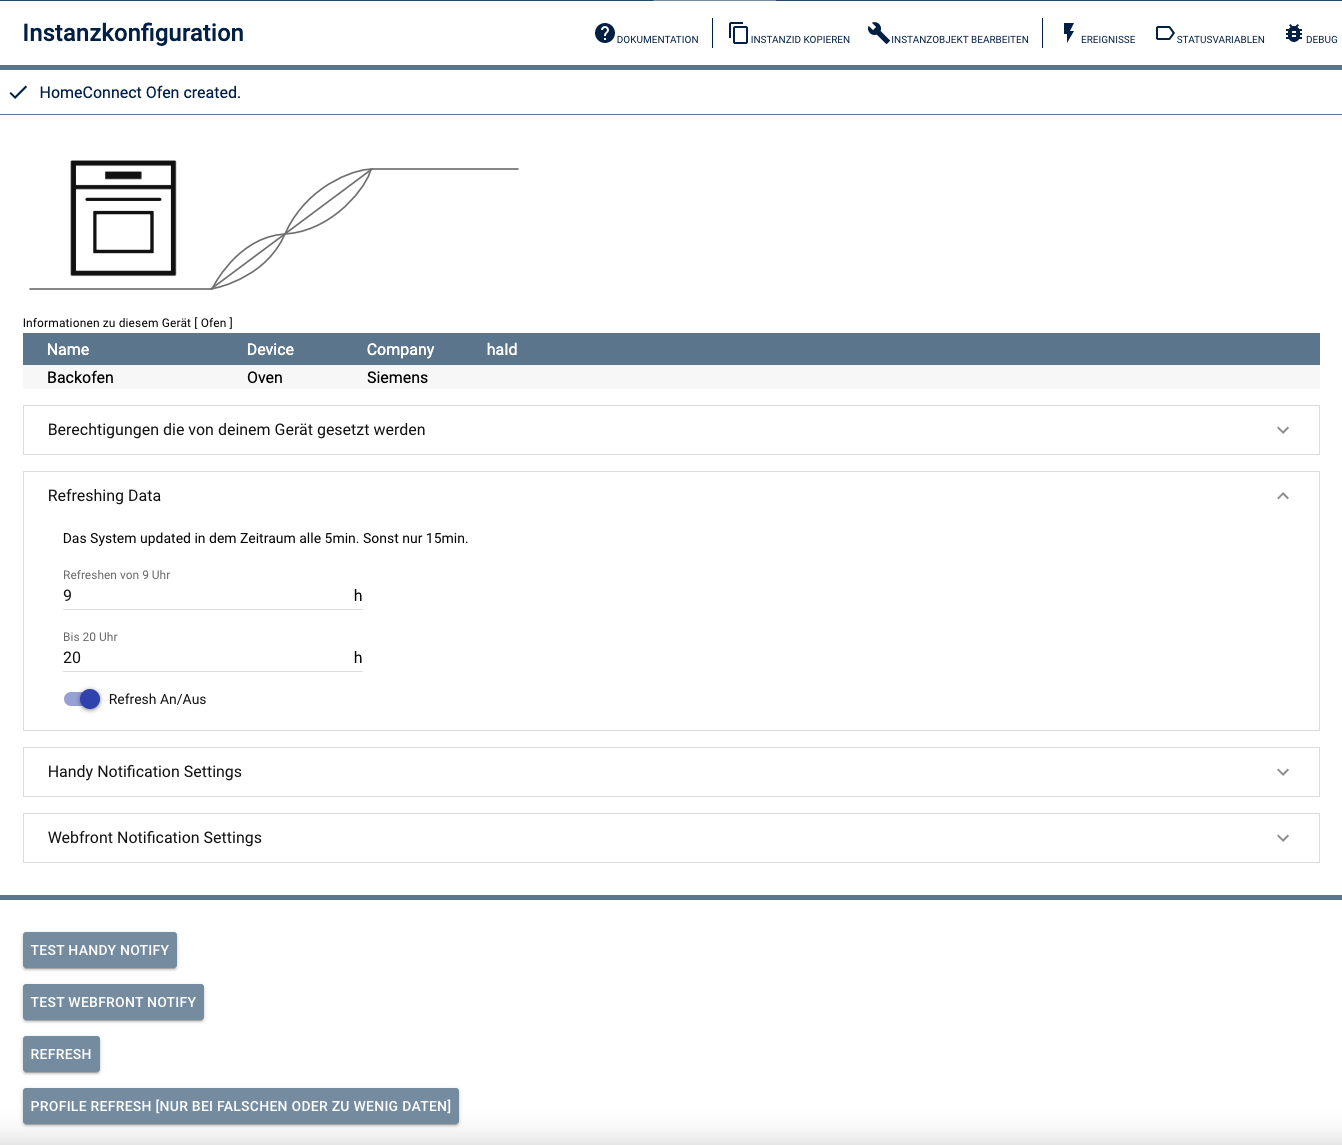 Instanzkonfiguration
DOKUMENTATION
INSTANZID KOPIEREN
INSTANZOBJEKT BEARBEITEN
EREIGNISSE
STATUSVARIABLEN
DEBUG
HomeConnect Ofen created.
Informationen zu diesem Gerät [ Ofen ]
Name Device Company haId
Backofen Oven Siemens
Berechtigungen die von deinem Gerät gesetzt werden
Refreshing Data
Das System updated in dem Zeitraum alle 5min. Sonst nur 15min.
Refreshen von 9 Uhr
9 h
Bis 20 Uhr
20 h
Refresh An/Aus
Handy Notification Settings
Webfront Notification Settings
TEST HANDY NOTIFY
TEST WEBFRONT NOTIFY
REFRESH
PROFILE REFRESH [NUR BEI FALSCHEN ODER ZU WENIG DATEN]